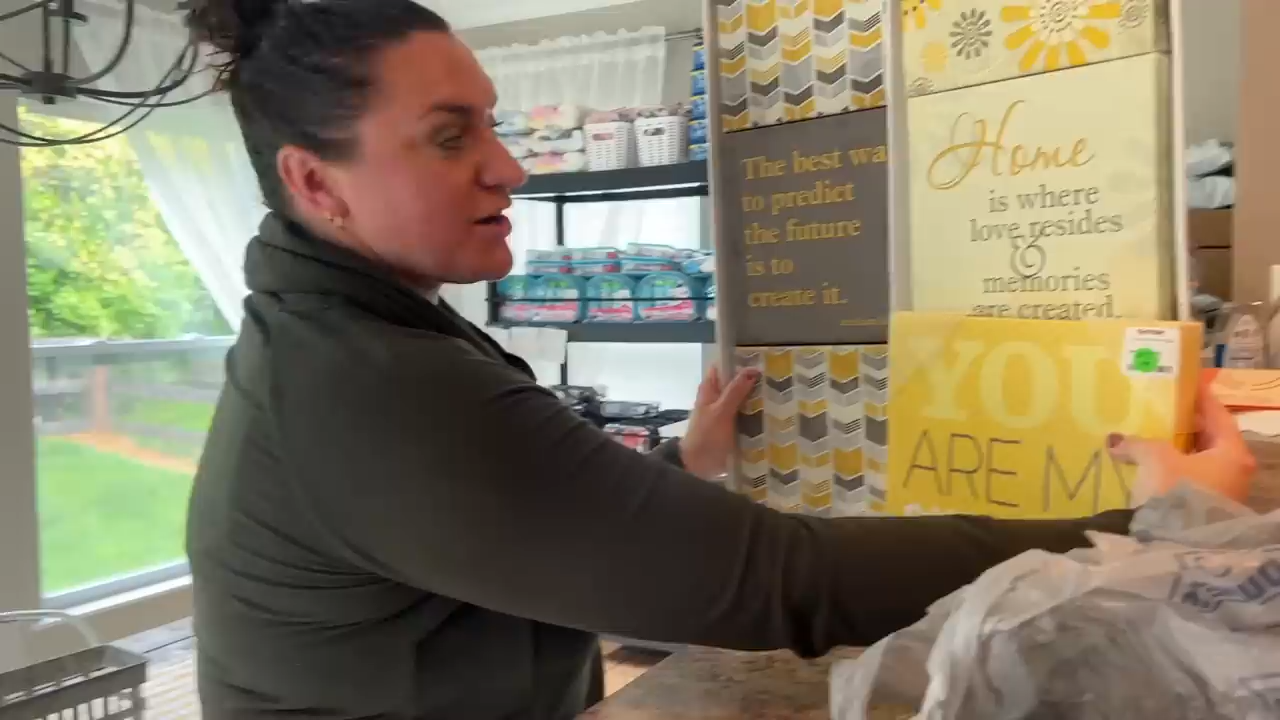 The best wa
to predict
the future
is to
create it.
Home
is where
love resides
&
memories
are created.
YOU
ARE MY